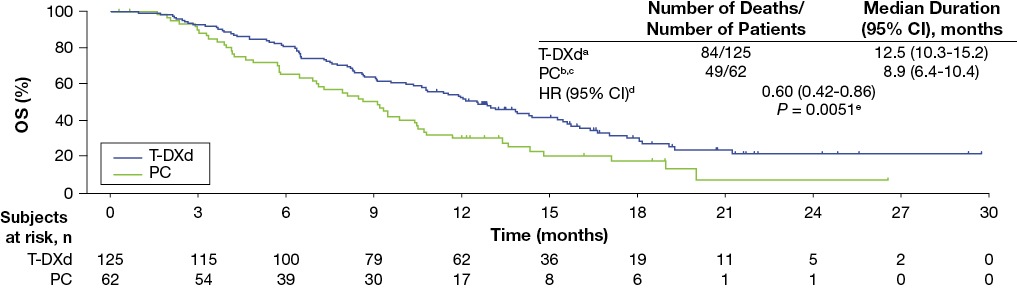 Number of Deaths/ Median Duration
Number of Patients (95% CI), months
T-DXdᵃ 84/125 12.5 (10.3-15.2)
PCᵇ,ᶜ 49/62 8.9 (6.4-10.4)
HR (95% CI)ᵈ 0.60 (0.42-0.86)
P = 0.0051ᵉ
OS (%)
100
80
60
40
20
0
T-DXd
PC
0 3 6 9 12 15 18 21 24 27 30
Time (months)
Subjects
at risk, n
T-DXd 125 115 100 79 62 36 19 11 5 2 0
PC 62 54 39 30 17 8 6 1 1 0 0